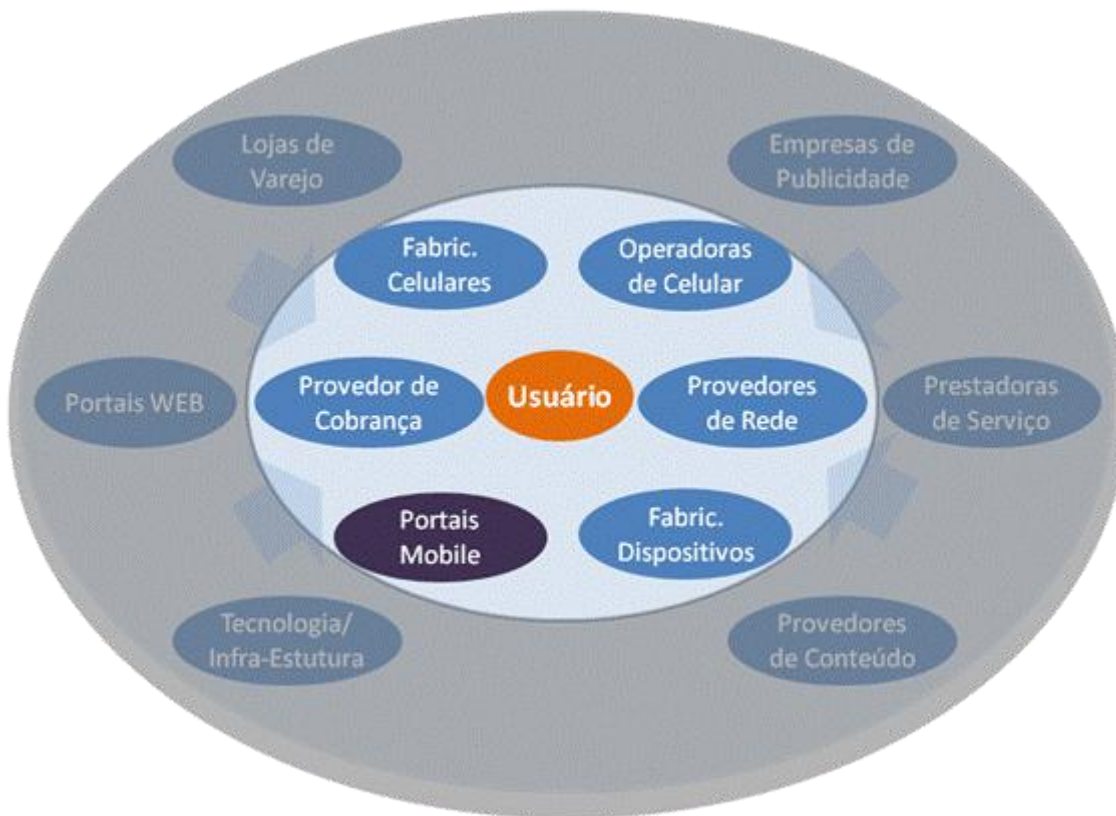 Lojas de
Varejo
Empresas de
Publicidade
Fabric.
Celulares
Operadoras
de Celular
Portais WEB
Provedor de
Cobrança
Usuário
Provedores
de Rede
Prestadoras
de Serviço
Portais
Mobile
Fabric.
Dispositivos
Tecnologia/
Infra-Estutura
Provedores
de Conteúdo